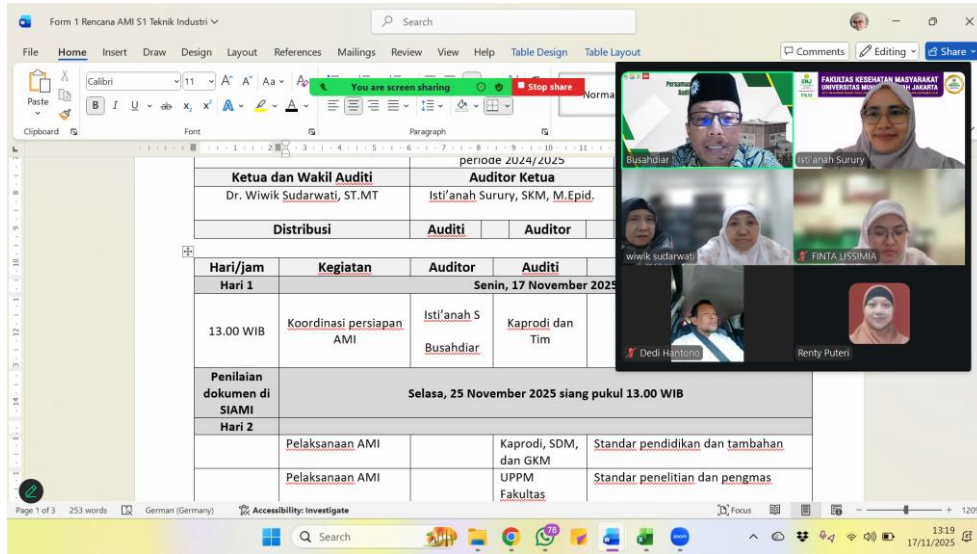 Form 1 Rencana AMI S1 Teknik Industri
Search
File Home Insert Draw Design Layout References Mailings Review View Help Table Design Table Layout
Comments Editing Share
Paste
Calibri 11
Clipboard Font Paragraph
You are screen sharing Stop share
Norma
periode 2024/2025
Ketua dan Wakil Auditi Auditor Ketua
Dr. Wiwik Sudarwati, ST.MT Isti'anah Surury, SKM, M.Epid.
Distribusi Auditi Auditor
Hari/jam Kegiatan Auditor Auditi
Hari 1 Senin, 17 November 2025
13.00 WIB Koordinasi persiapan AMI Isti'anah S Busahdiar Kaprodi dan Tim
Penilaian dokumen di SIAMI Selasa, 25 November 2025 siang pukul 13.00 WIB
Hari 2
Pelaksanaan AMI Kaprodi, SDM, dan GKM Standar pendidikan dan tambahan
Pelaksanaan AMI UPPM Fakultas Standar penelitian dan pengmas
Persamaa
Busahdiar
FAKULTAS KESEHATAN MASYARAKAT
JAKARTA
Isti'anah Surury
wiwik sudarwati
FINTA LISSIMIA
Dedi Hantono
Renty Puteri
Page 1 of 3 253 words German (Germany) Accessibility: Investigate Focus 120%
Search
78
zoom
13:19
17/11/2025